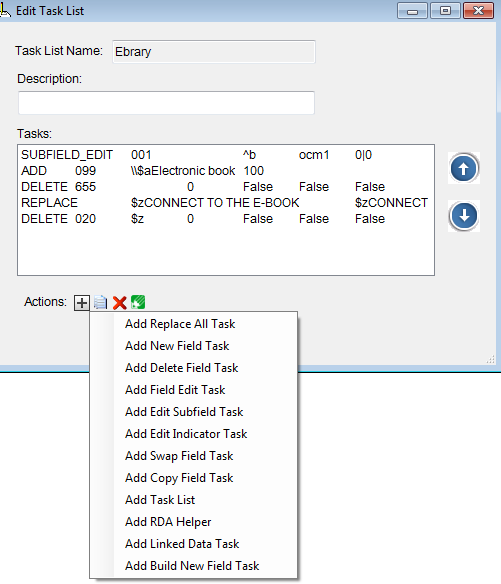 Edit Task List
Task List Name: Ebrary
Description:
Tasks:
SUBFIELD_EDIT 001 ^b ocm1 0|0
ADD 099 \\$aElectronic book 100
DELETE 655 0 False False False
REPLACE $zCONNECT TO THE E-BOOK $zCONNECT
DELETE 020 $z 0 False False False
Actions:
Add Replace All Task
Add New Field Task
Add Delete Field Task
Add Field Edit Task
Add Edit Subfield Task
Add Edit Indicator Task
Add Swap Field Task
Add Copy Field Task
Add Task List
Add RDA Helper
Add Linked Data Task
Add Build New Field Task